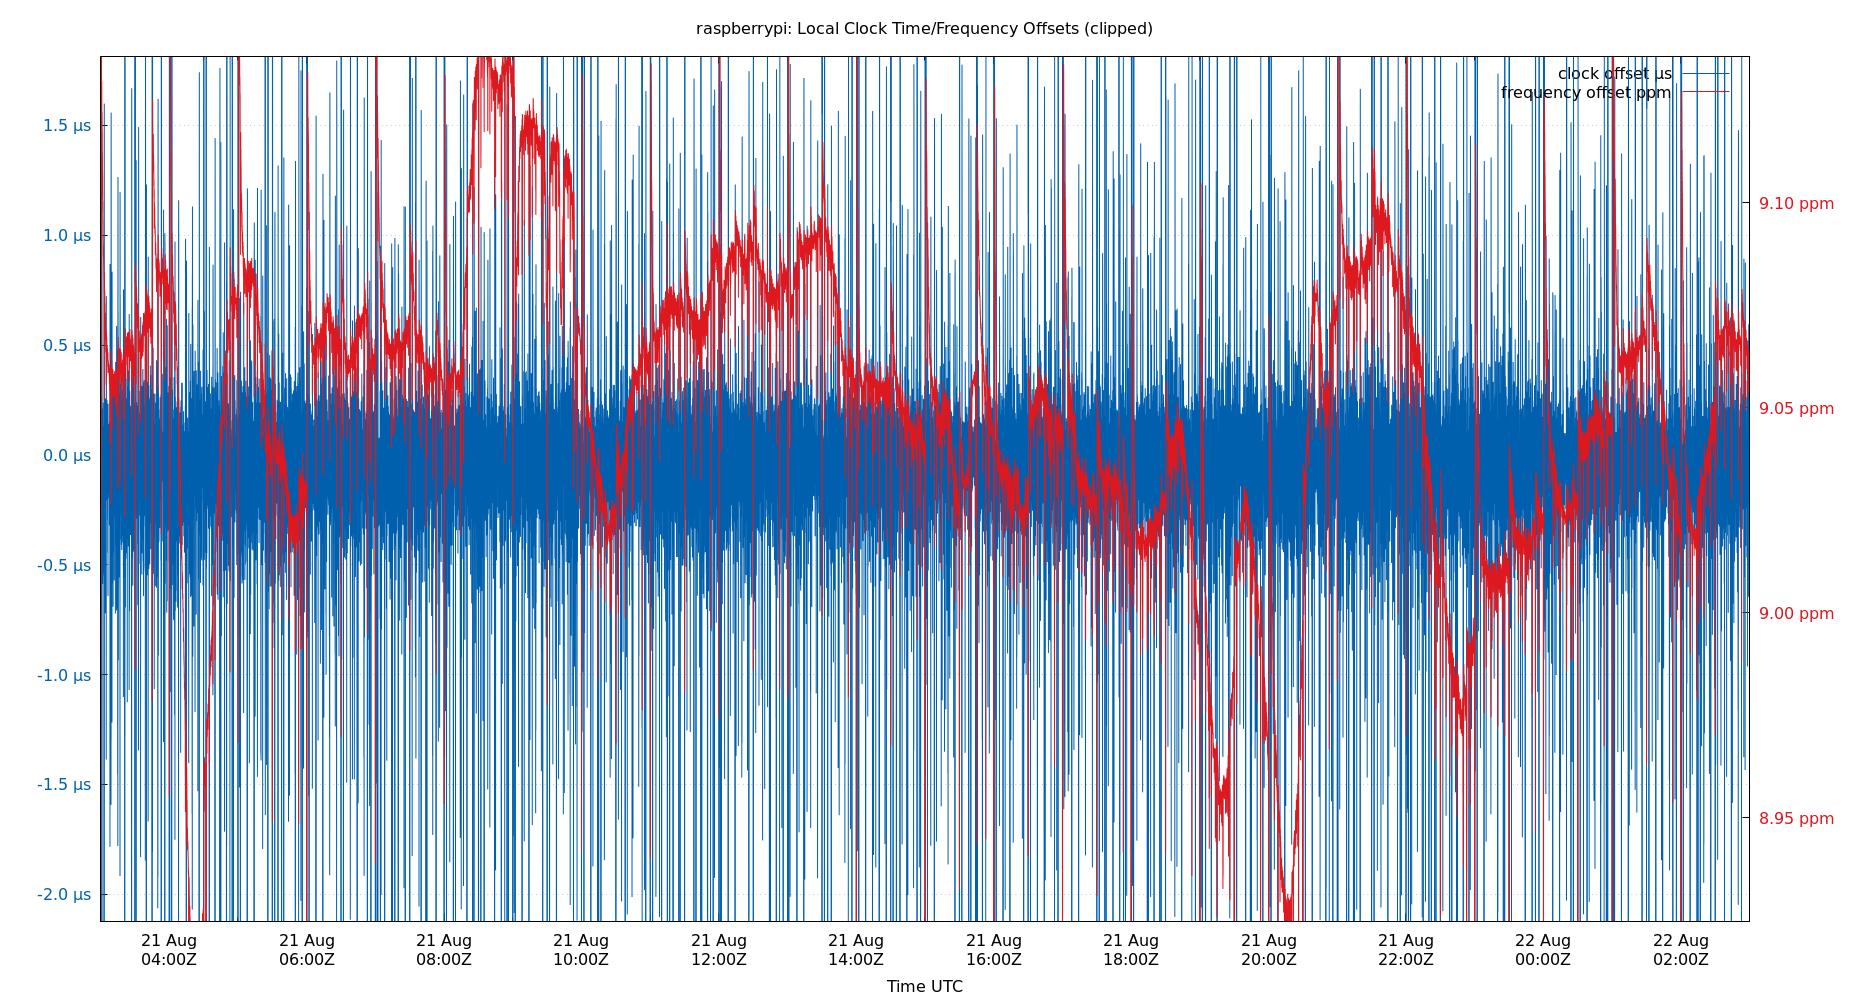 raspberrypi: Local Clock Time/Frequency Offsets (clipped)
clock offset µs
frequency offset ppm
1.5 µs
1.0 µs
0.5 µs
0.0 µs
-0.5 µs
-1.0 µs
-1.5 µs
-2.0 µs
9.10 ppm
9.05 ppm
9.00 ppm
8.95 ppm
21 Aug 21 Aug 21 Aug 21 Aug 21 Aug 21 Aug 21 Aug 21 Aug 21 Aug 21 Aug 22 Aug 22 Aug
04:00Z 06:00Z 08:00Z 10:00Z 12:00Z 14:00Z 16:00Z 18:00Z 20:00Z 22:00Z 00:00Z 02:00Z
Time UTC